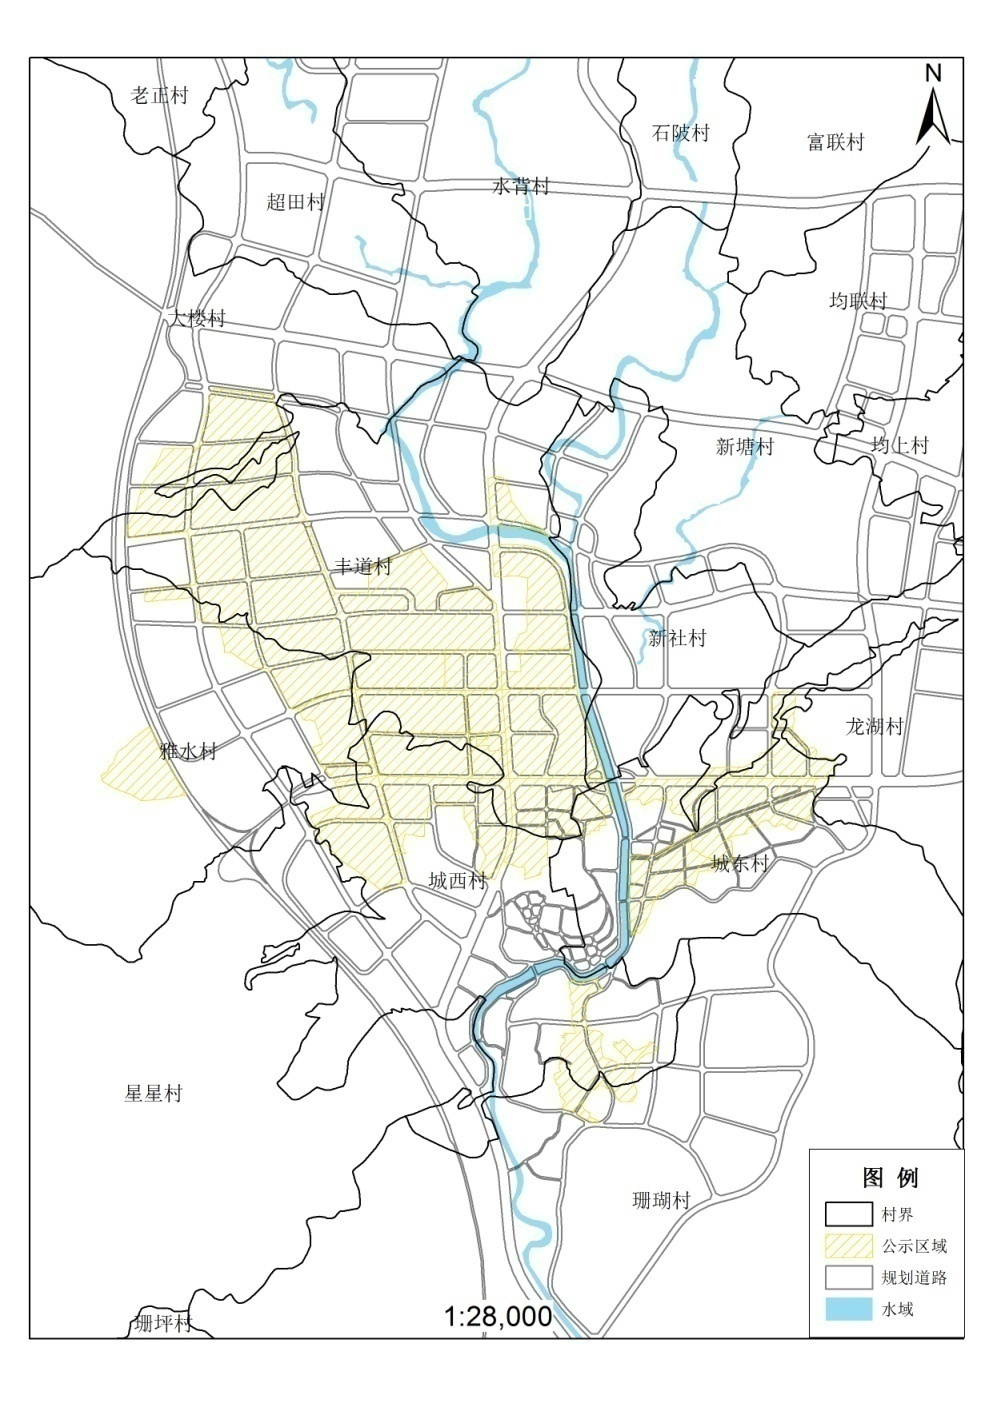 N
老正村
石陂村
富联村
水背村
超田村
均联村
大楼村
新塘村
均上村
丰道村
新社村
龙湖村
雅水村
城东村
城西村
星星村
珊瑚村
珊坪村
1:28,000
图 例
村界
公示区域
规划道路
水域